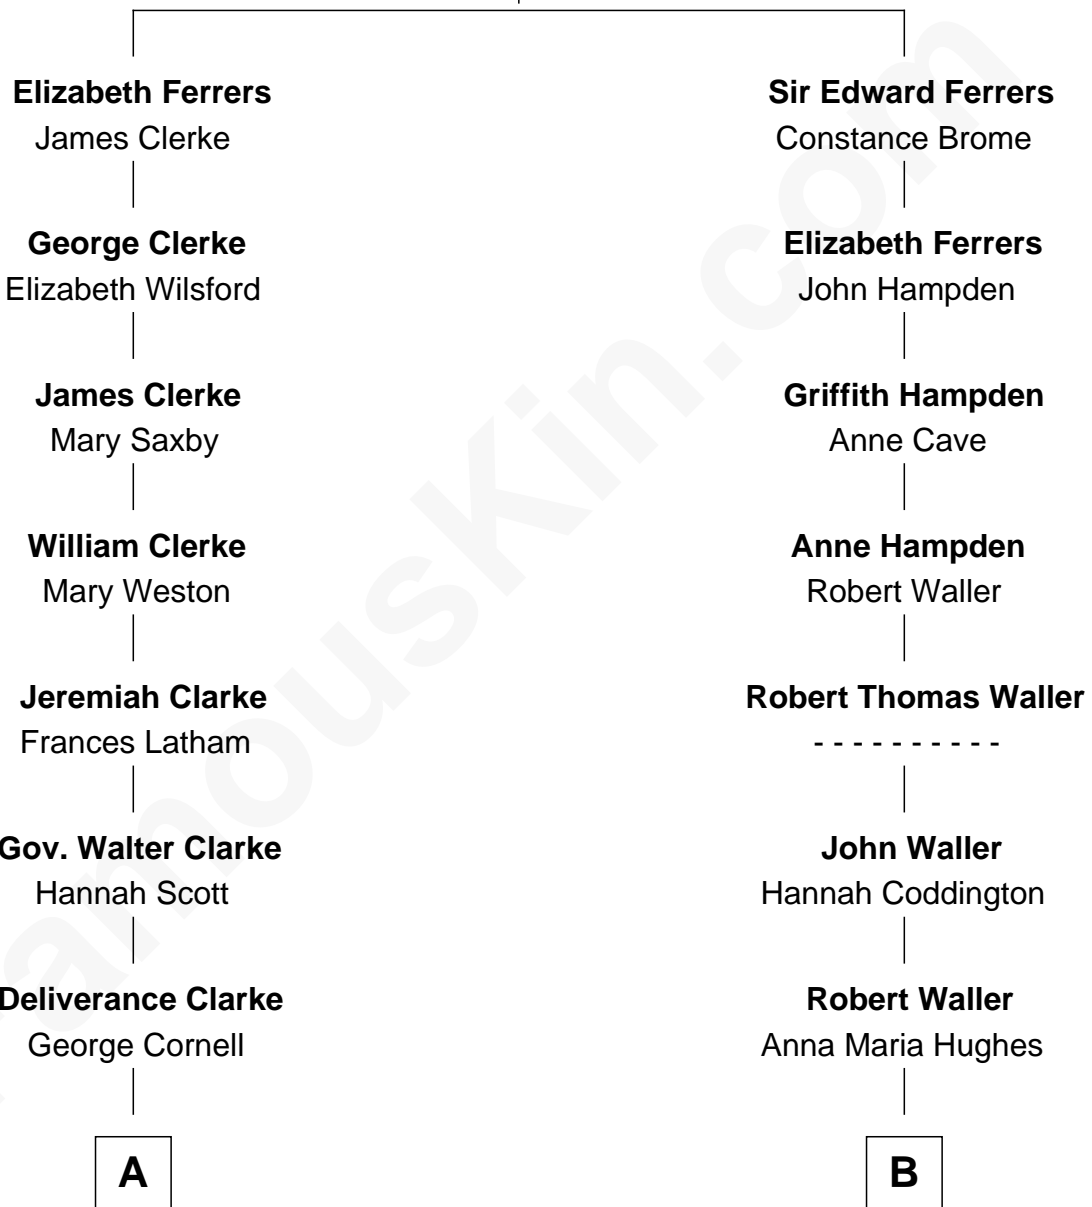 Elizabeth Ferrers
James Clerke
George Clerke
Elizabeth Wilsford
James Clerke
Mary Saxby
William Clerke
Mary Weston
Jeremiah Clarke
Frances Latham
Gov. Walter Clarke
Hannah Scott
Deliverance Clarke
George Cornell
A
Sir Edward Ferrers
Constance Brome
Elizabeth Ferrers
John Hampden
Griffith Hampden
Anne Cave
Anne Hampden
Robert Waller
Robert Thomas Waller
- - - - - - - - - -
John Waller
Hannah Coddington
Robert Waller
Anna Maria Hughes
B
FamousKin.com